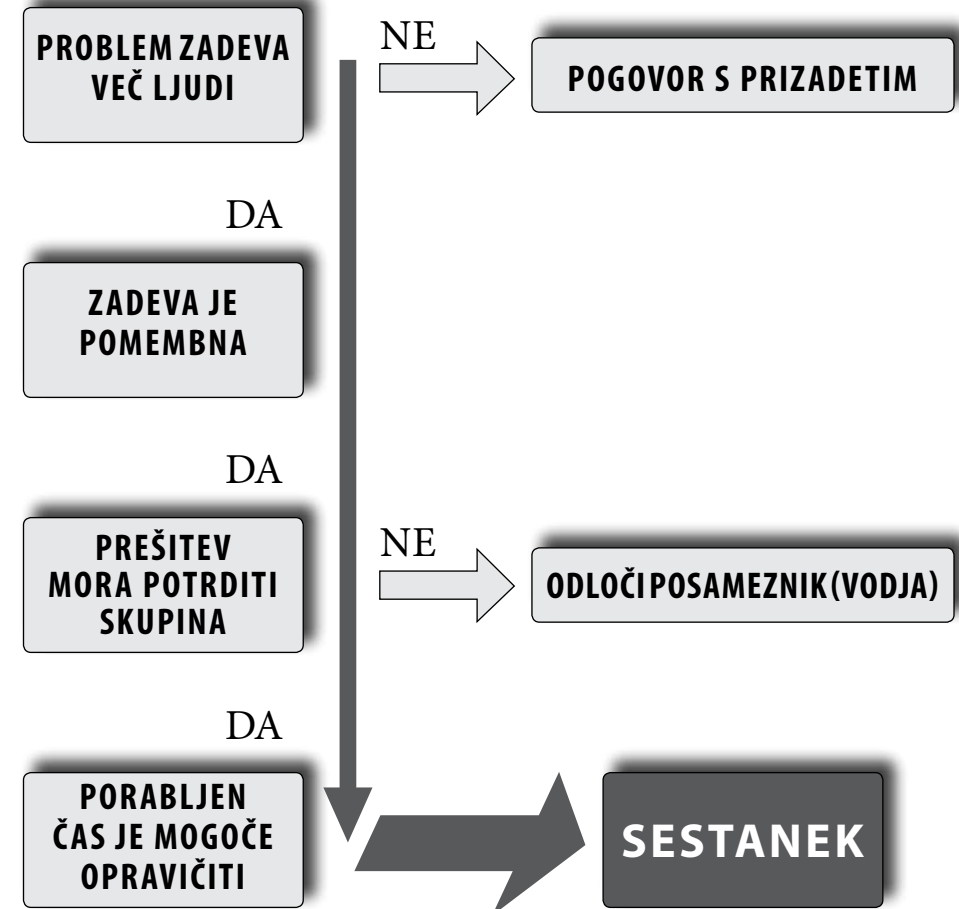 PROBLEM ZADEVA
VEČ LJUDI
NE
POGOVOR S PRIZADETIM
DA
ZADEVA JE
POMEMBNA
DA
PREŠITEV
MORA POTRDITI
SKUPINA
NE
ODLOČI POSAMEZNIK (VODJA)
DA
PORABLJEN
ČAS JE MOGOČE
OPRAVIČITI
SESTANEK